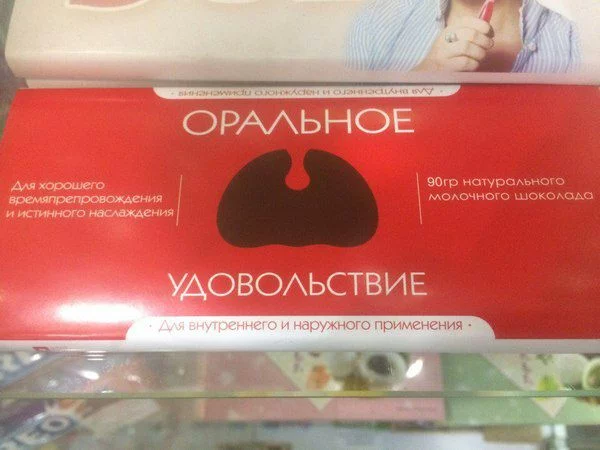 Для внутреннего и наружного применения
ОРАЛЬНОЕ
Для хорошего
времяпрепровождения
и истинного наслаждения
90гр натурального
молочного шоколада
УДОВОЛЬСТВИЕ
· Для внутреннего и наружного применения ·